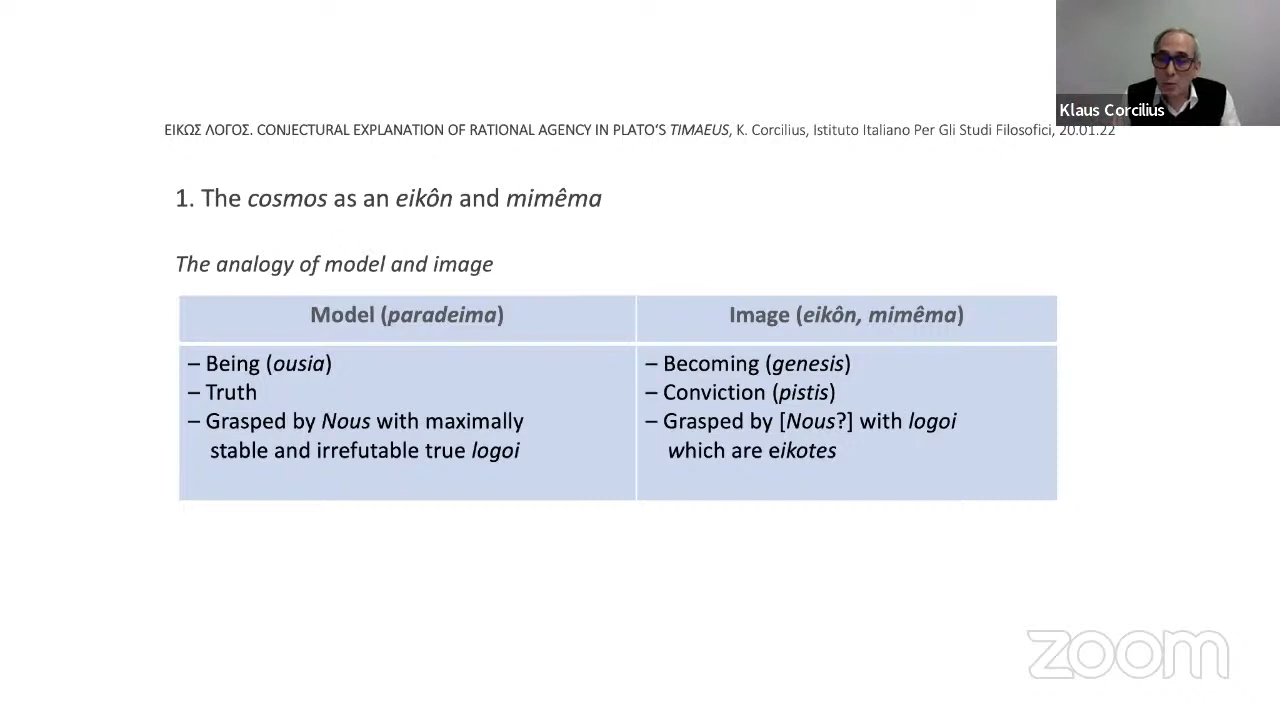 Klaus Corcilius
ΕΙΚΩΣ ΛΟΓΟΣ. CONJECTURAL EXPLANATION OF RATIONAL AGENCY IN PLATO‘S TIMAEUS, K. Corcilius, Istituto Italiano Per Gli Studi Filosofici, 20.01.22
1. The cosmos as an eikôn and mimêma
The analogy of model and image
Model (paradeima)
Image (eikôn, mimêma)
– Being (ousia)
– Truth
– Grasped by Nous with maximally
stable and irrefutable true logoi
– Becoming (genesis)
– Conviction (pistis)
– Grasped by [Nous?] with logoi
which are eikotes
zoom